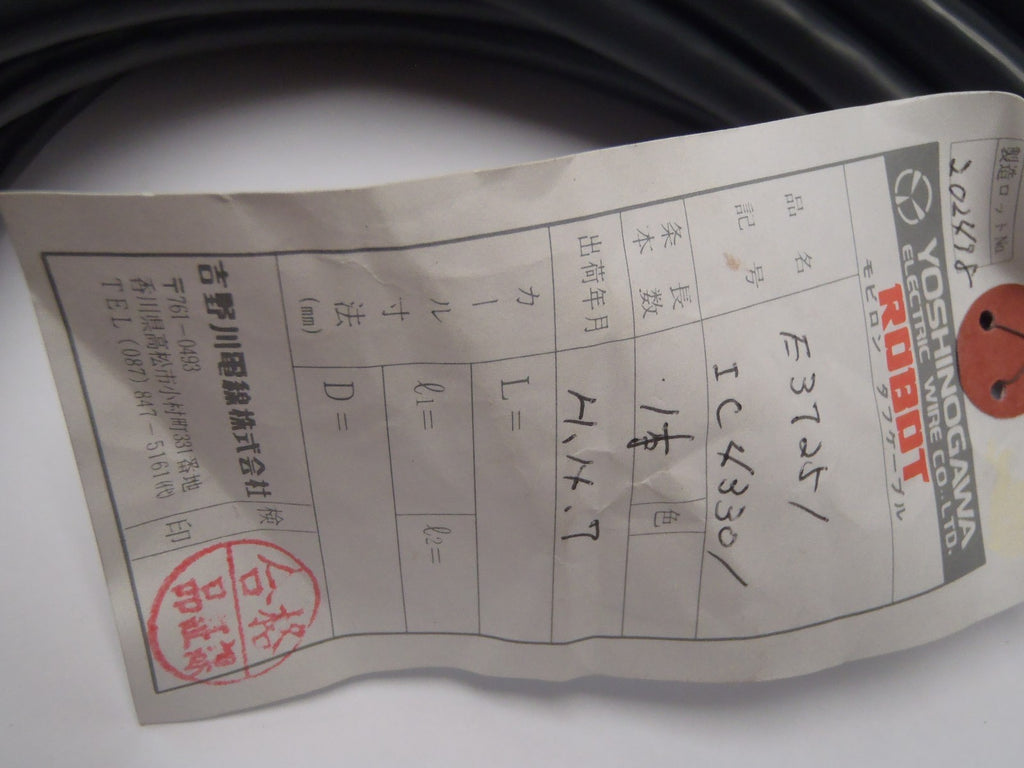 製造ロットNo
202478
YOSHINOGAWA
ELECTRIC WIRE CO.,LTD.
ROBOT
モビロン タフケーブル
品名
記号
E3725/
IC4330/
条長
本数
1本
色
出荷年月
H.14.7
カール寸法
(mm)
L=
ℓ1=
ℓ2=
D=
吉野川電線株式会社
〒761-0493
香川県高松市小村町331番地
TEL (087) 847-5161(代)
検
印
合格
品証